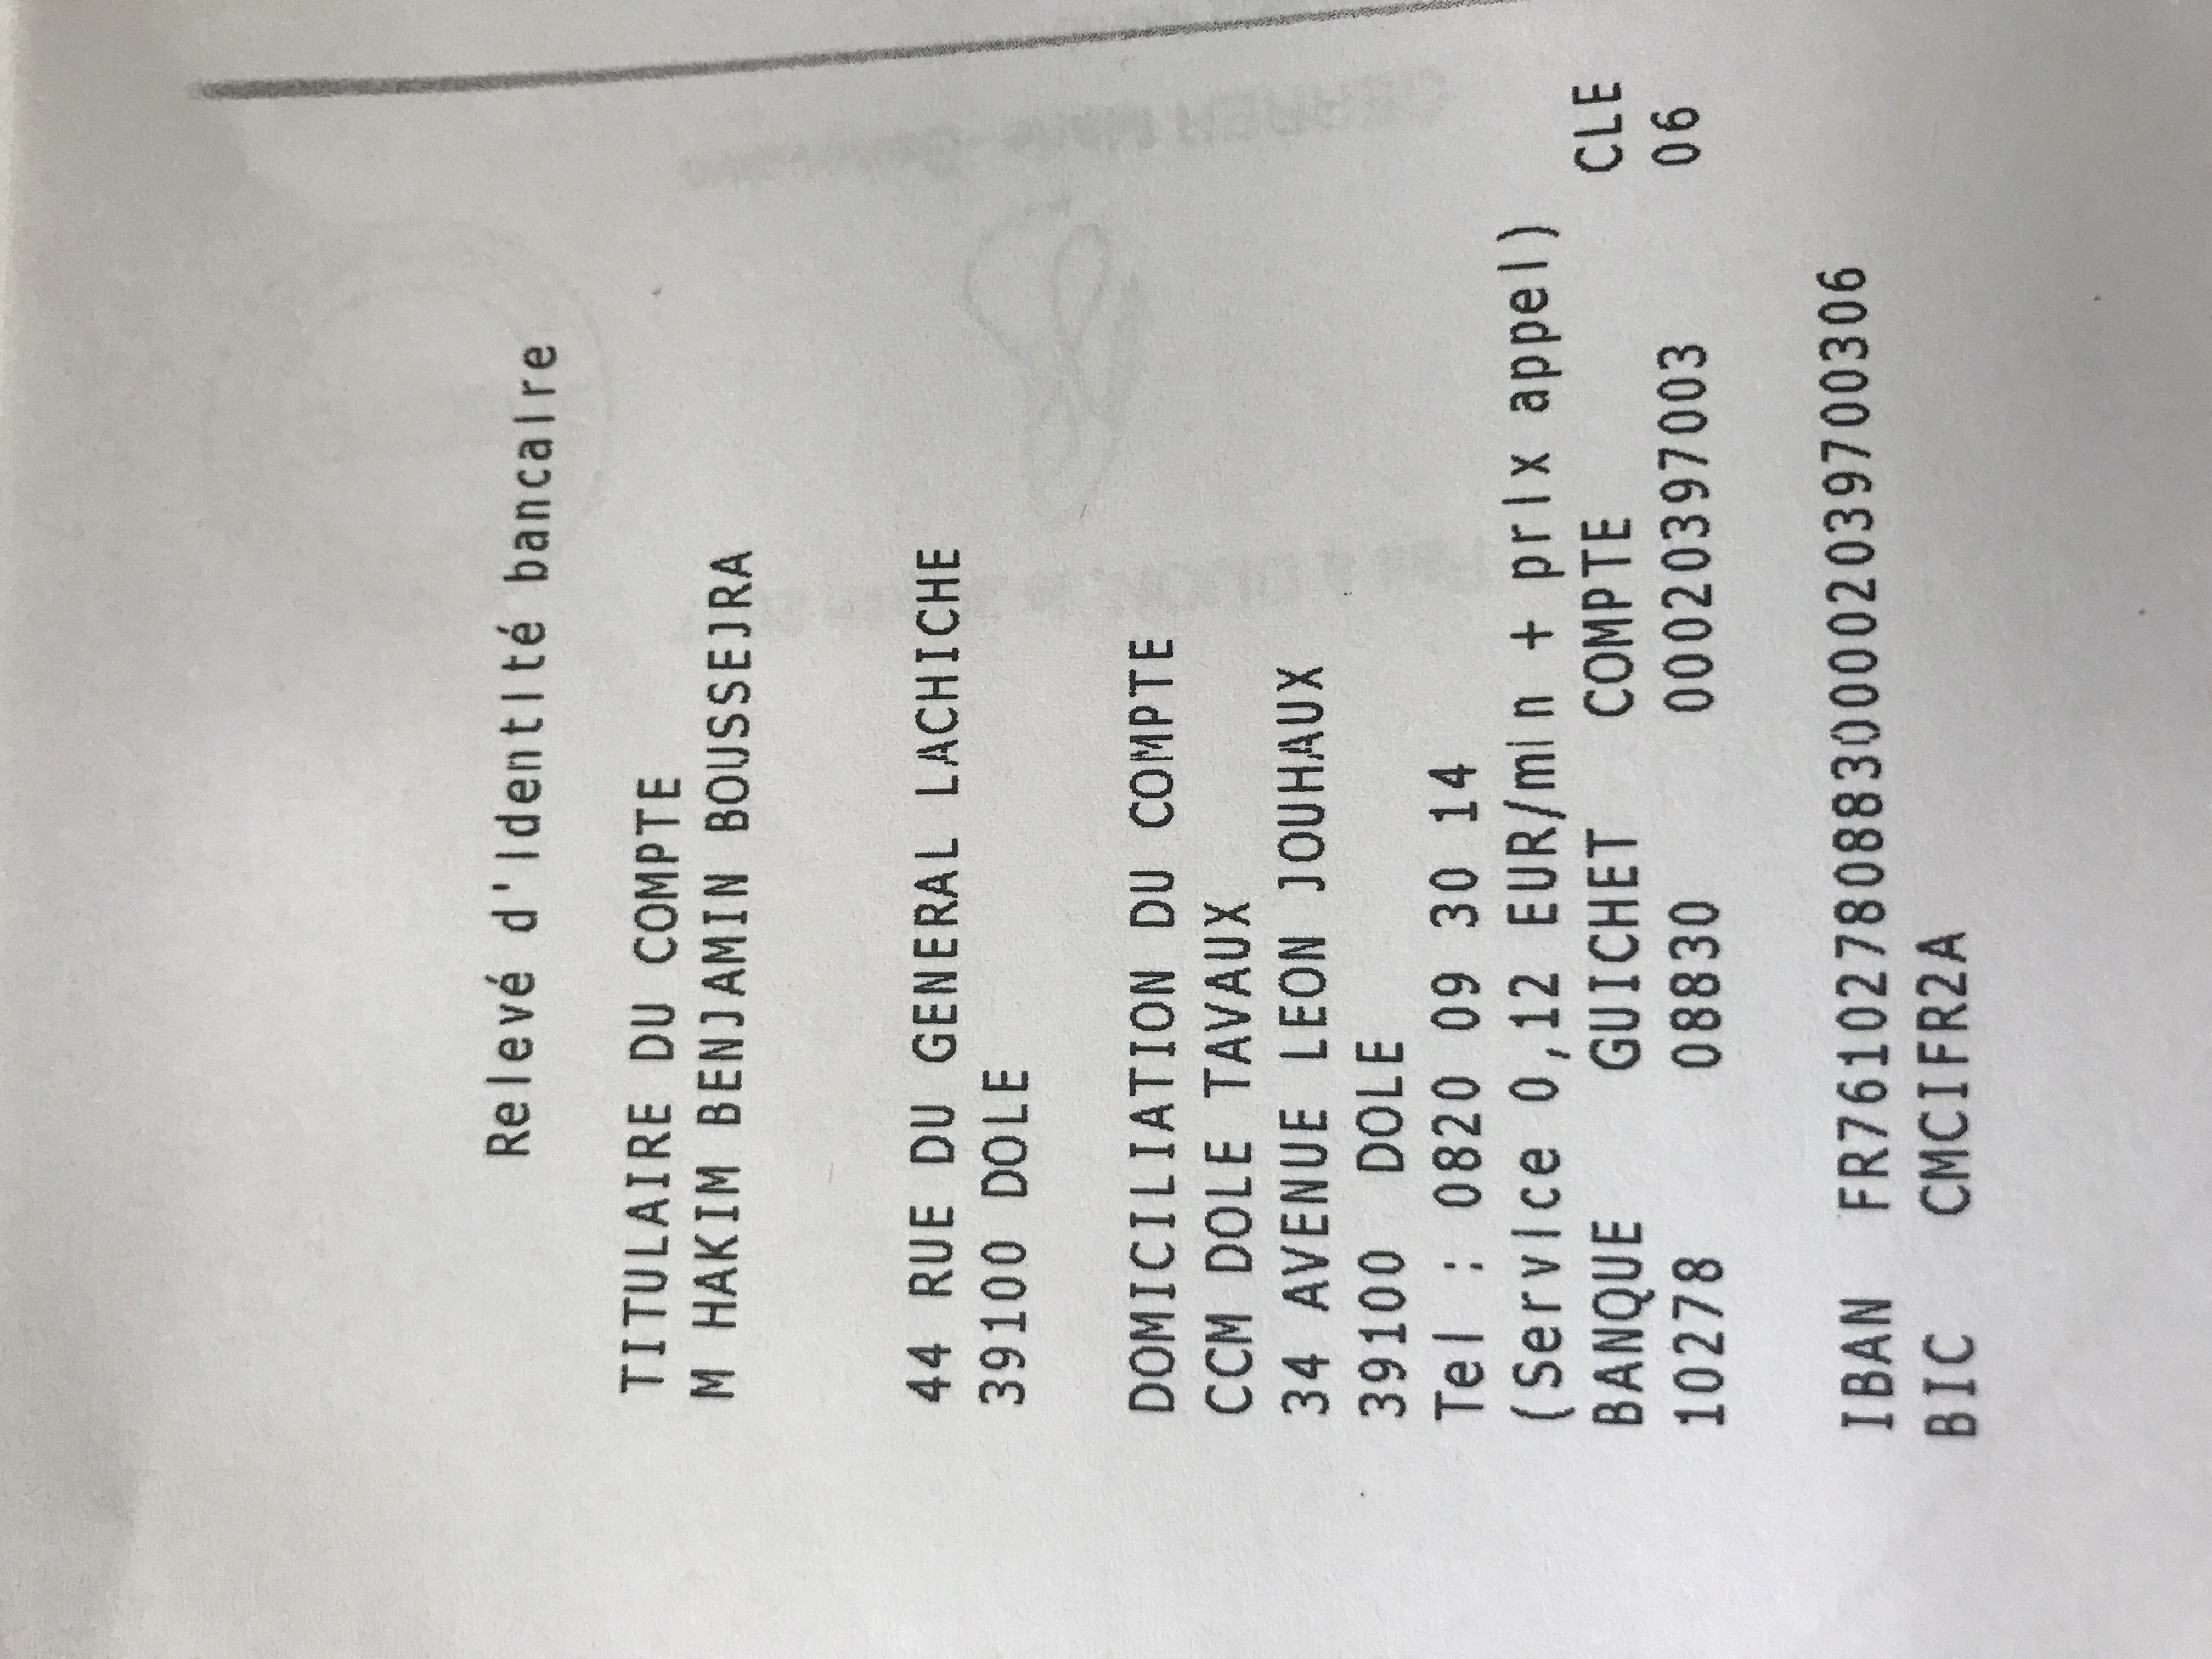 Relevé d'identité bancaire
TITULAIRE DU COMPTE
M HAKIM BENJAMIN BOUSSEJRA
44 RUE DU GENERAL LACHICHE
39100 DOLE
DOMICILIATION DU COMPTE
CCM DOLE TAVAUX
34 AVENUE LEON JOUHAUX
39100 DOLE
Tel : 0820 09 30 14
(Service 0,12 EUR/min + prix appel)
BANQUE GUICHET COMPTE CLE
10278 08830 00020397003 06
IBAN FR7610278088300002039700306
BIC CMCIFR2A